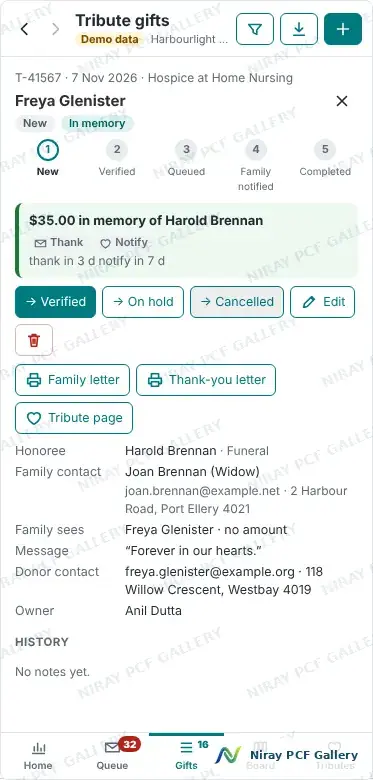 Tribute gifts
Demo data Harbourlight ...
T-41567 · 7 Nov 2026 · Hospice at Home Nursing
Freya Glenister
New In memory
1 2 3 4 5
New Verified Queued Family notified Completed
$35.00 in memory of Harold Brennan
Thank Notify
thank in 3 d notify in 7 d
→ Verified → On hold → Cancelled Edit
Family letter Thank-you letter
Tribute page
Honoree Harold Brennan · Funeral
Family contact Joan Brennan (Widow)
joan.brennan@example.net · 2 Harbour
Road, Port Ellery 4021
Family sees Freya Glenister · no amount
Message “Forever in our hearts.”
Donor contact freya.glenister@example.org · 118
Willow Crescent, Westbay 4019
Owner Anil Dutta
HISTORY
No notes yet.
32 16
Home Queue Gifts Board Tributes
Niray PCF Gallery
NIRAY PCF GALLERY